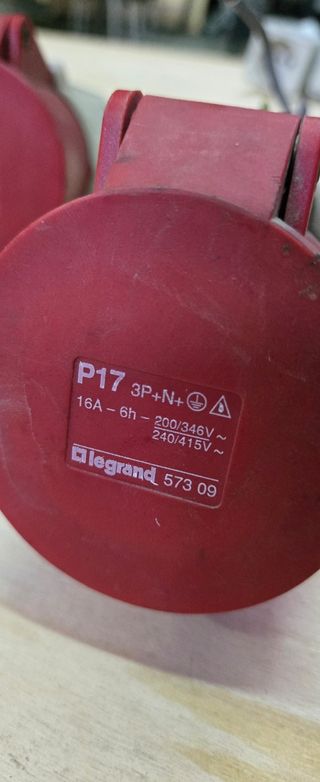 P17 3P+N+⏚
16A - 6h - 200/346V~
240/415V~
legrand 573 09